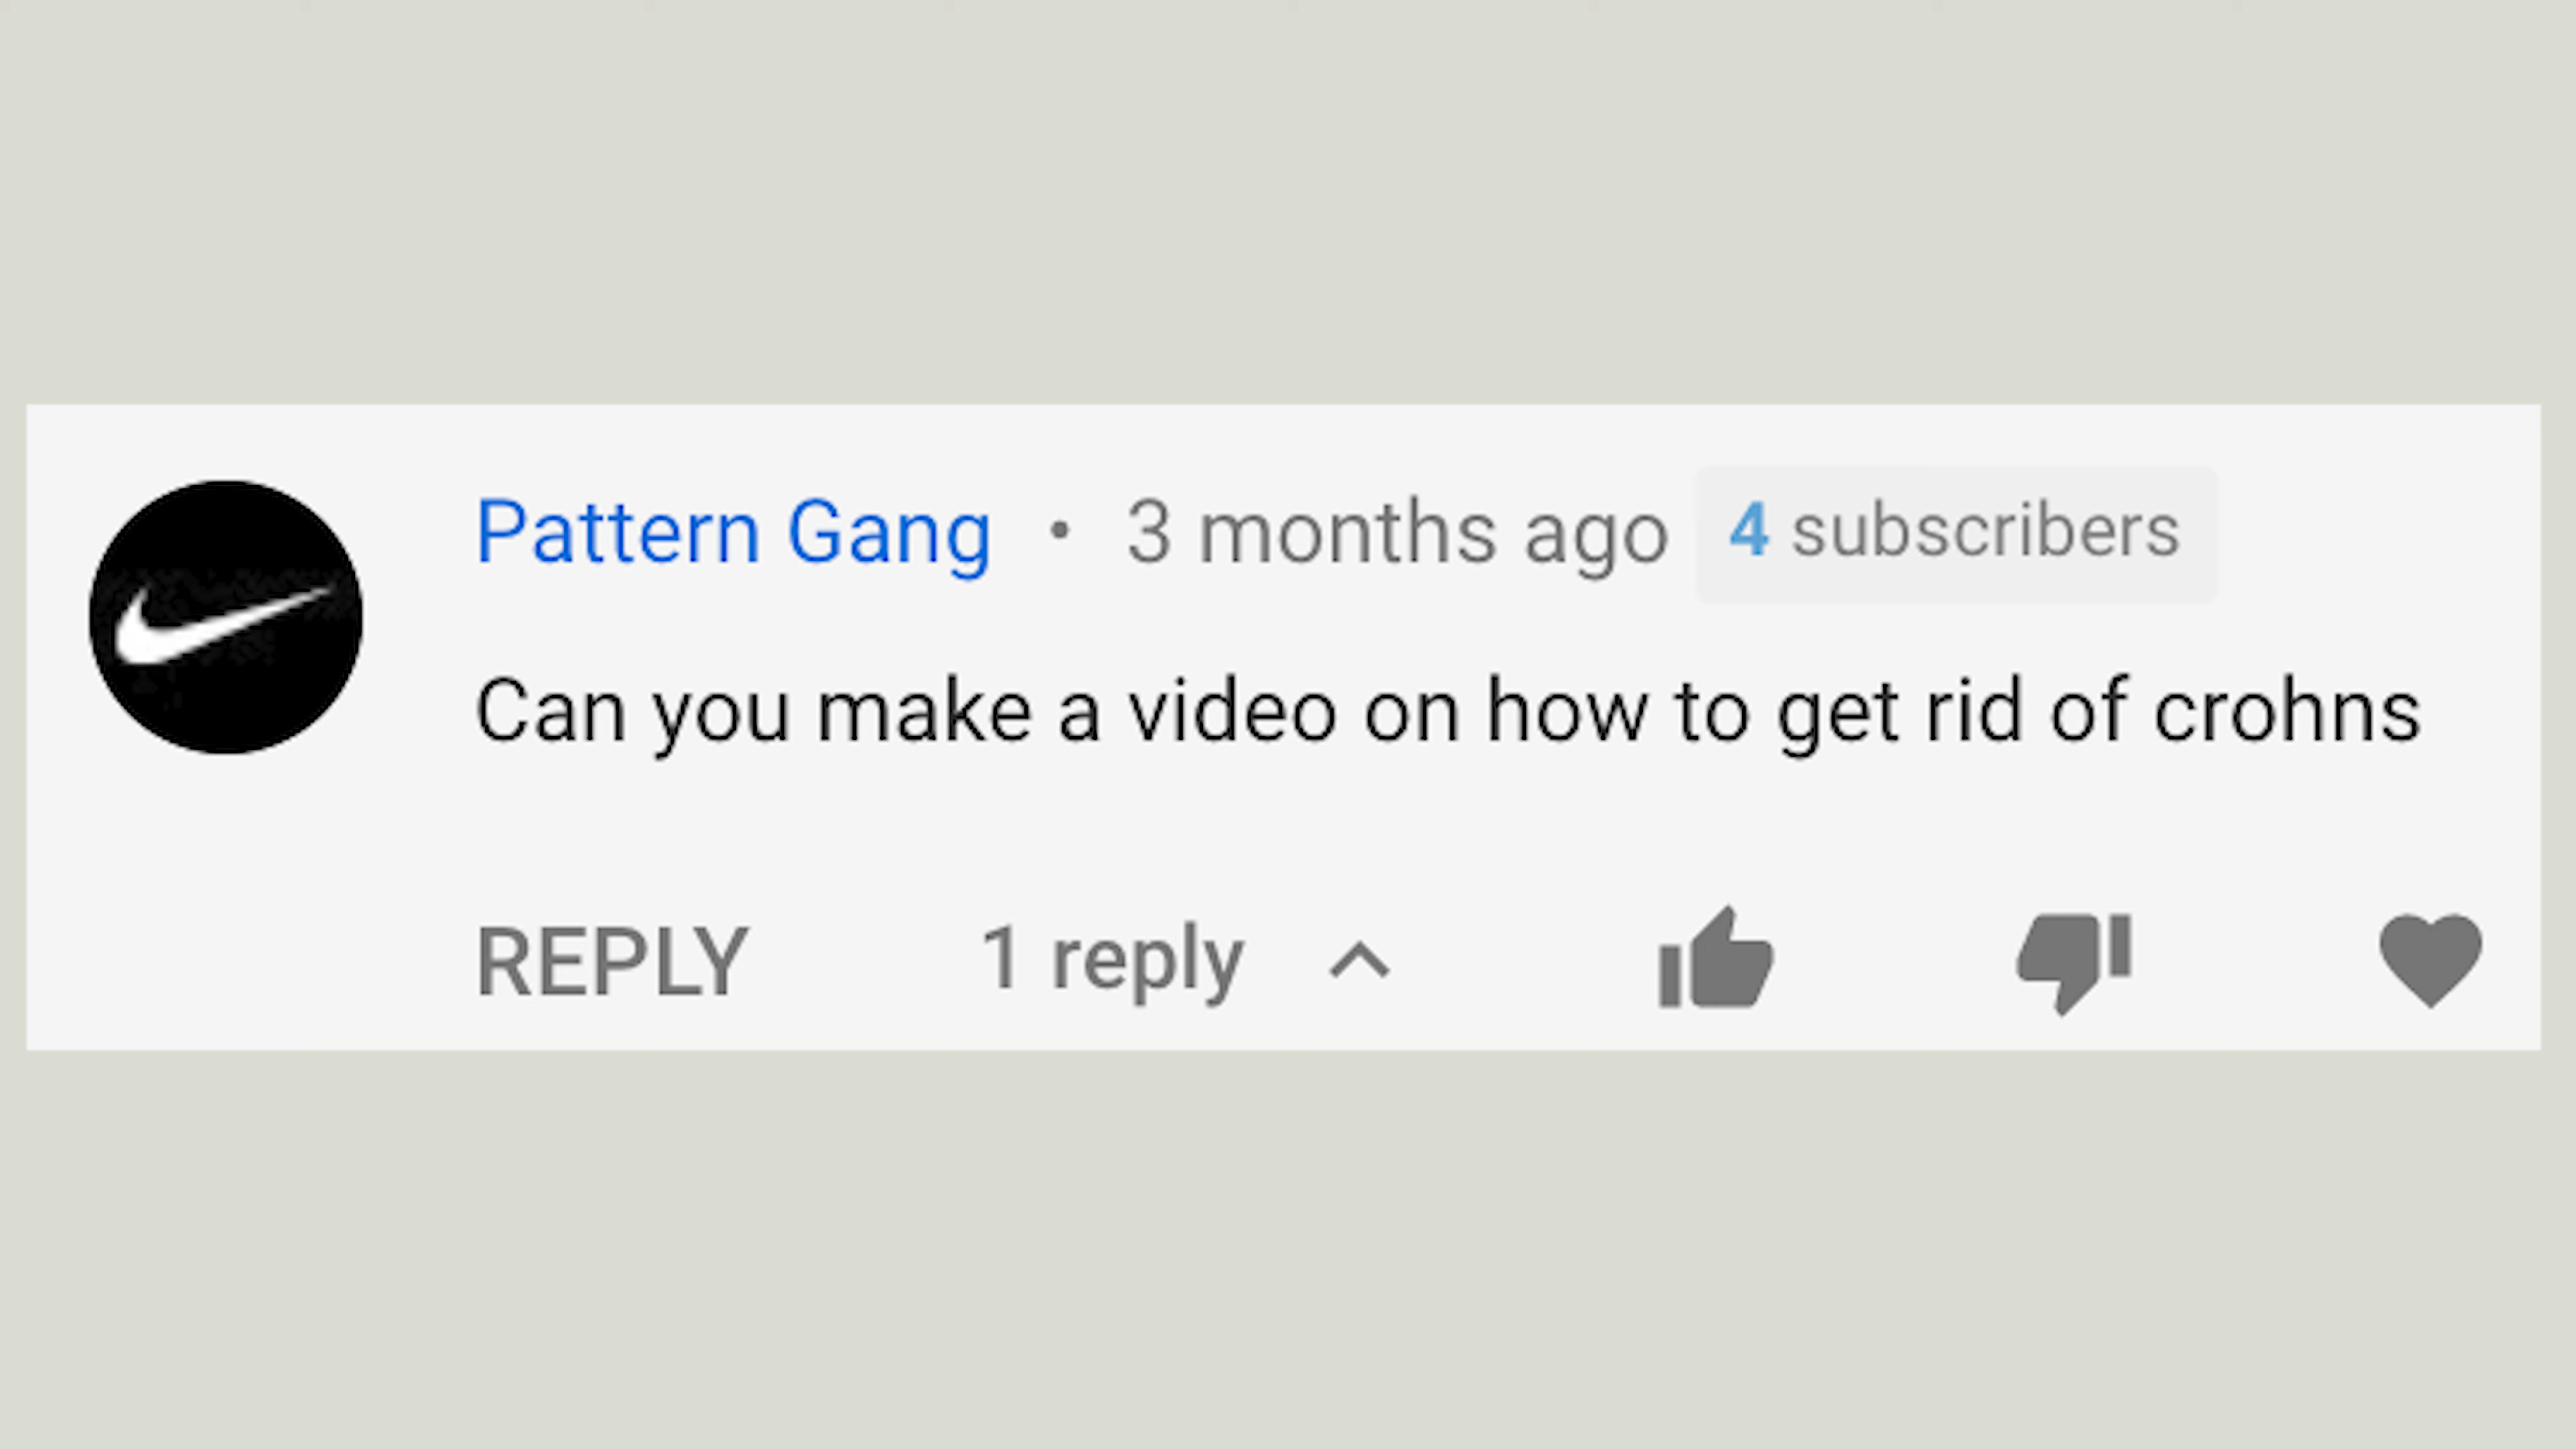 Pattern Gang • 3 months ago 4 subscribers
Can you make a video on how to get rid of crohns
REPLY 1 reply